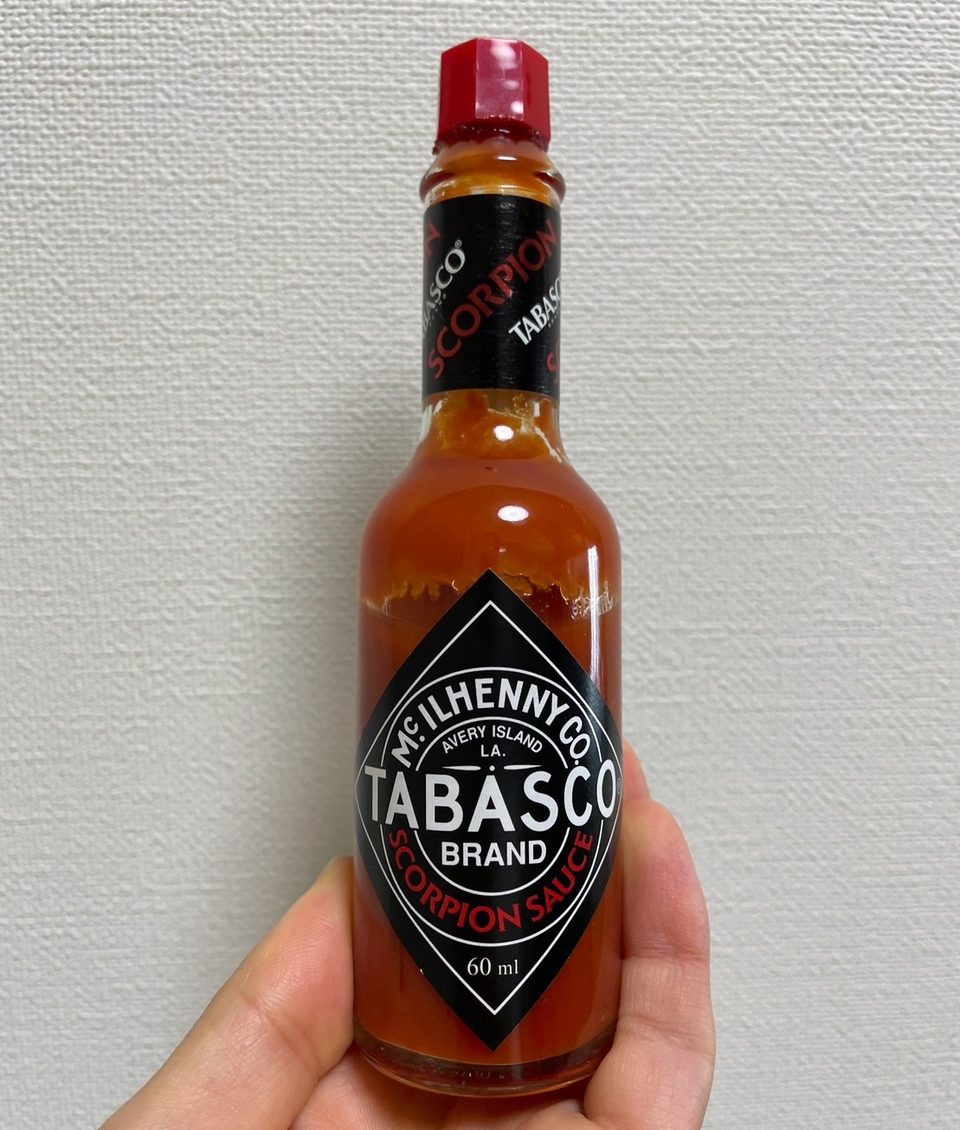 TABASCO®
SCORPION
TABASCO
McILHENNY CO.
AVERY ISLAND
LA.
TABASCO®
BRAND
SCORPION SAUCE
60 ml